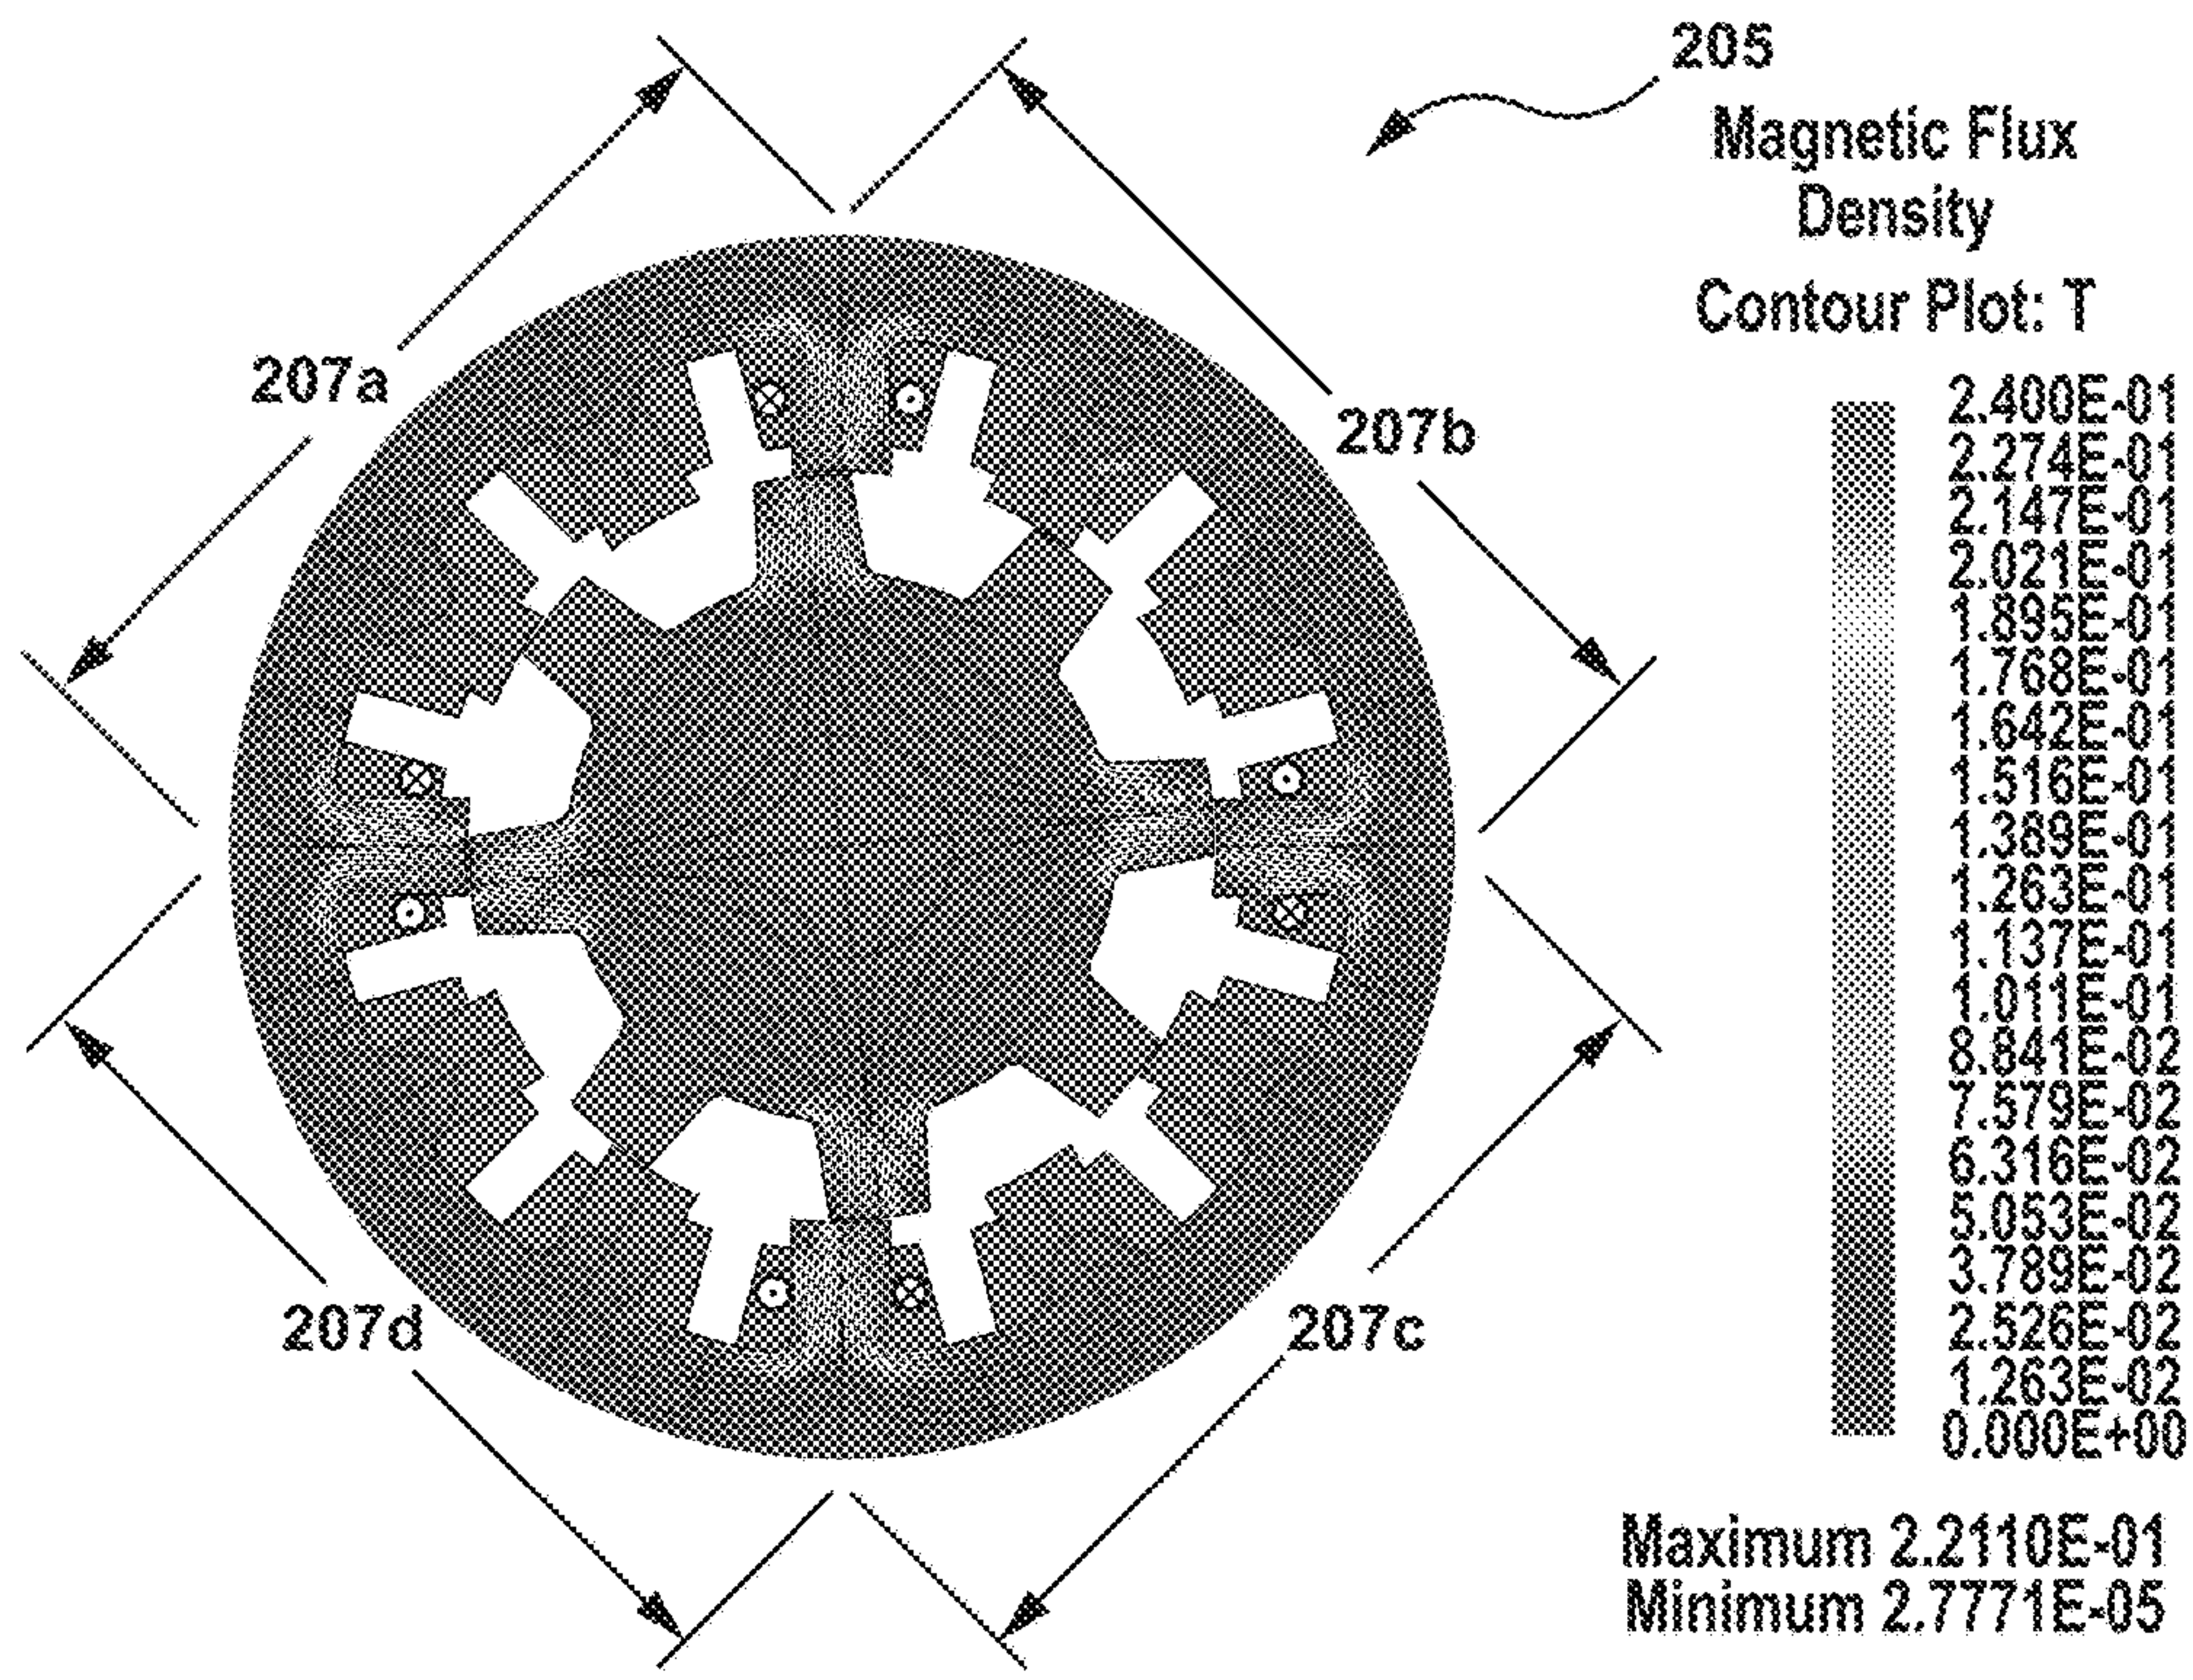 205
Magnetic Flux
Density
Contour Plot: T
207a
207b
2.400E-01
2.274E-01
2.147E-01
2.021E-01
1.895E-01
1.768E-01
1.642E-01
1.516E-01
1.389E-01
1.263E-01
1.137E-01
1.011E-01
8.841E-02
7.579E-02
6.316E-02
5.053E-02
3.789E-02
2.526E-02
1.263E-02
0.000E+00
207d
207c
Maximum 2.2110E-01
Minimum 2.7771E-05